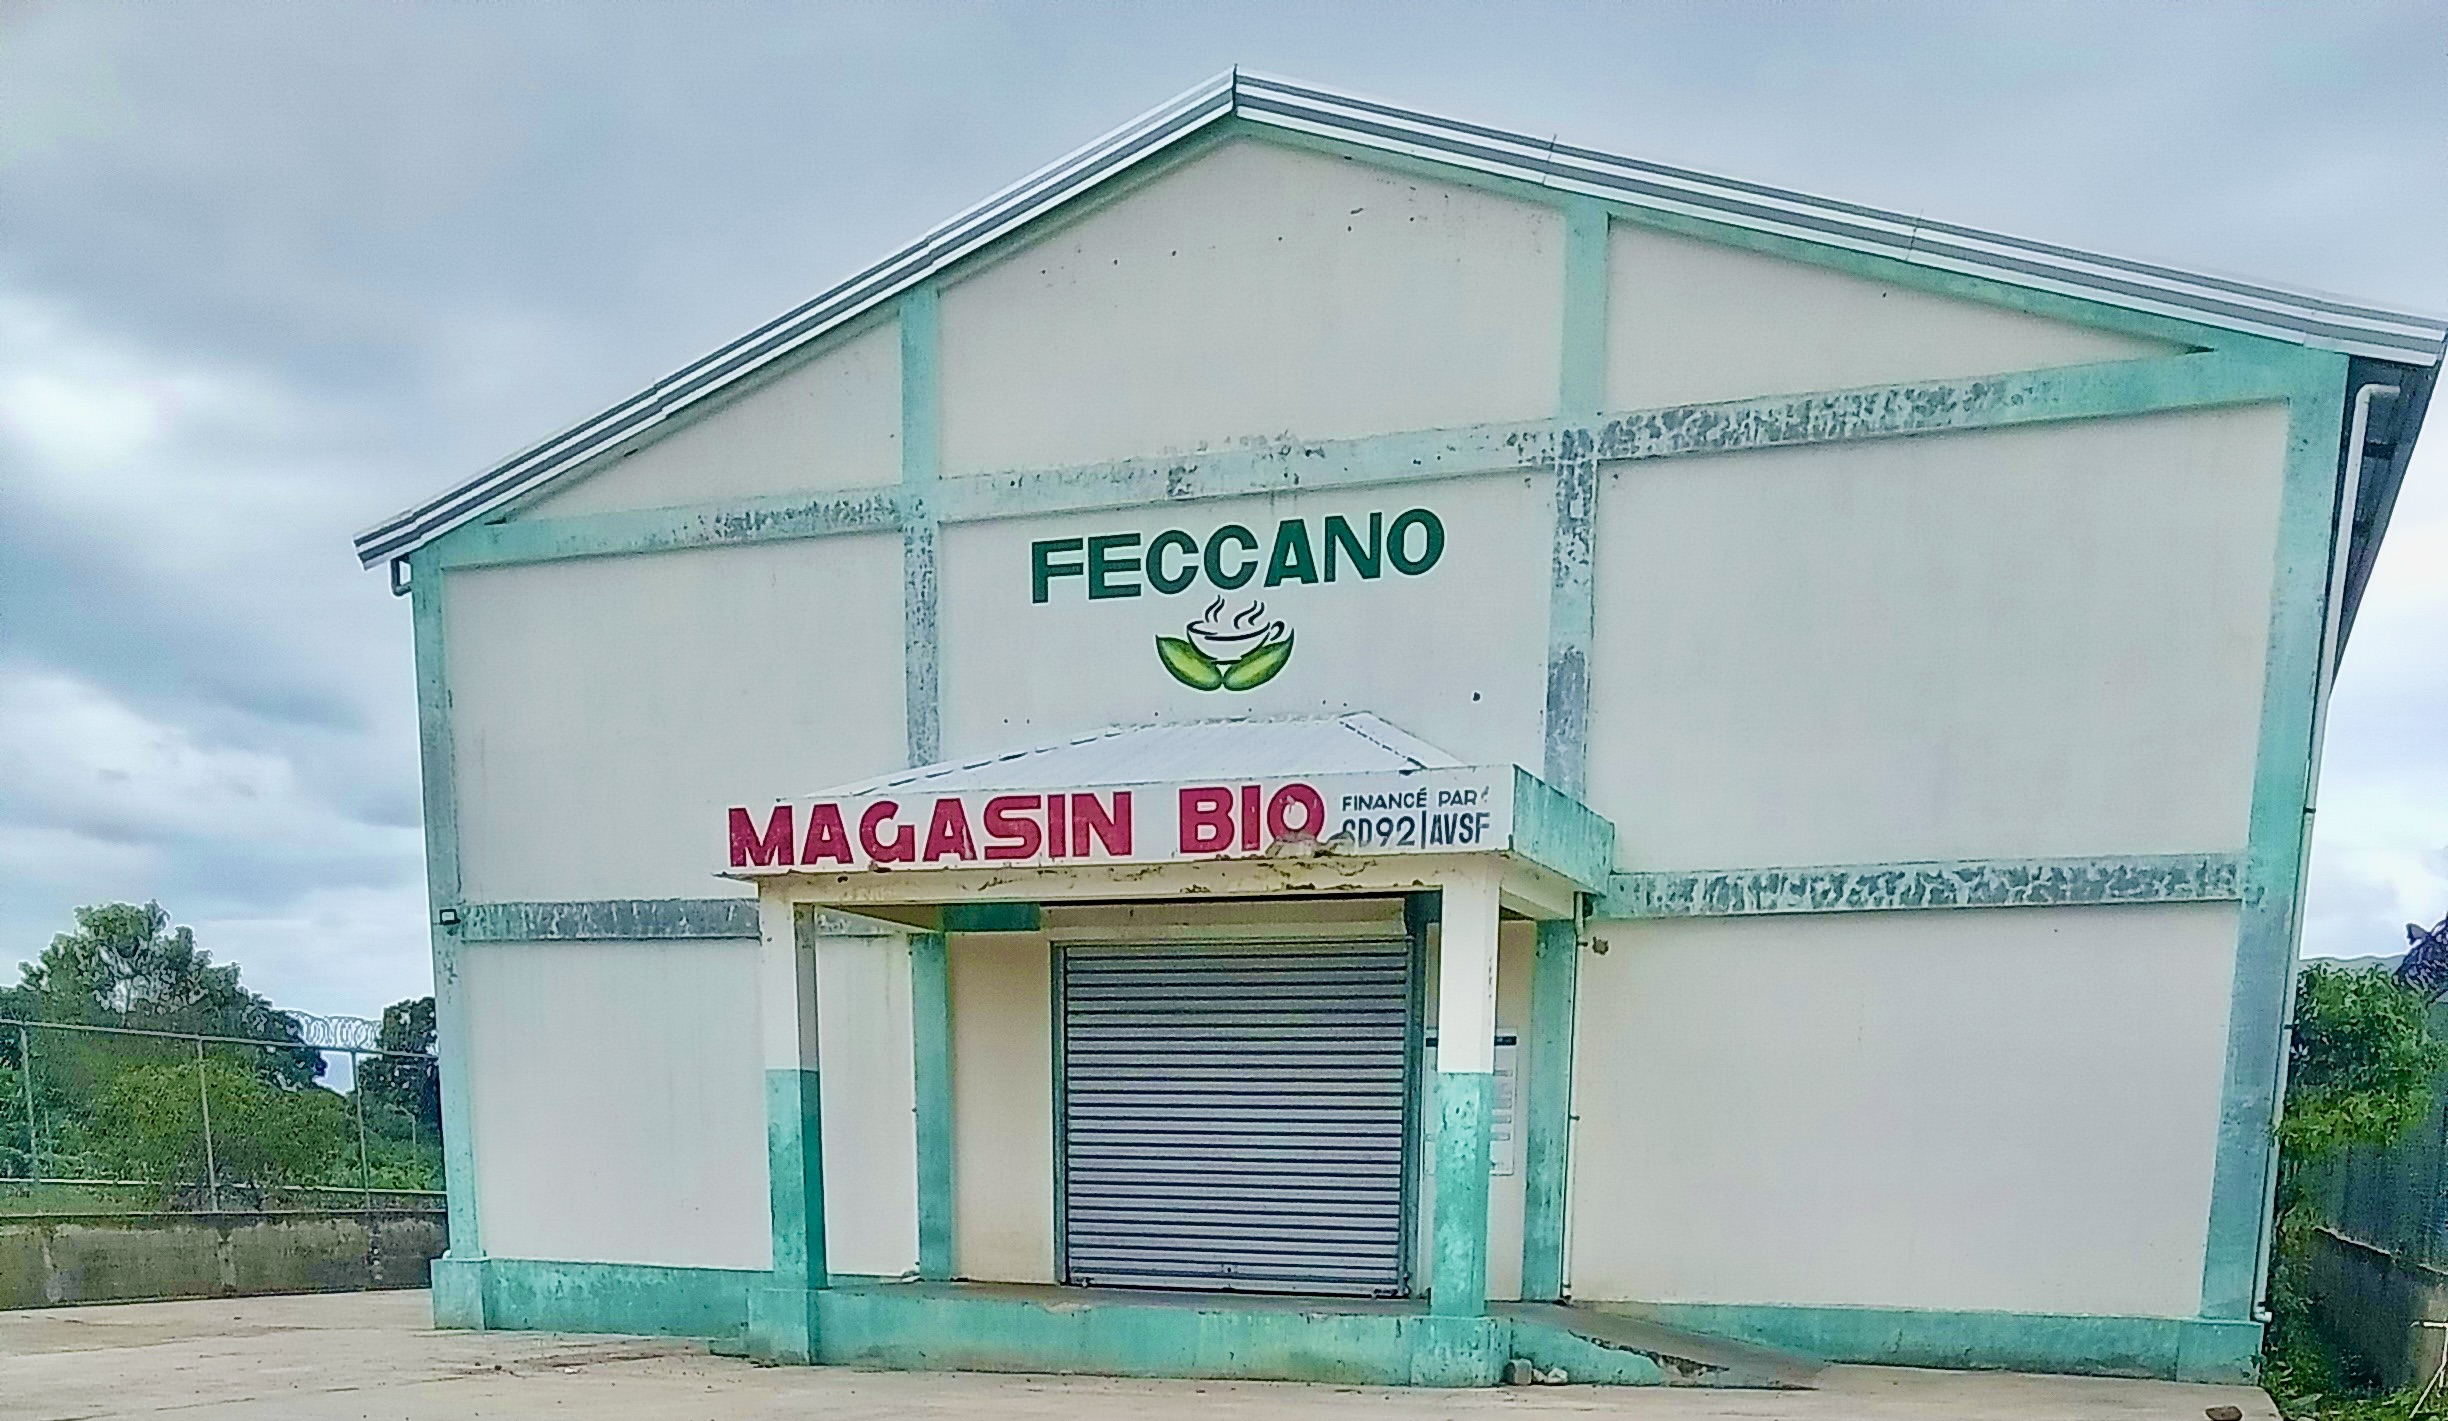 FECCANO
MAGASIN BIO
FINANCÉ PAR
CD92|AVSF